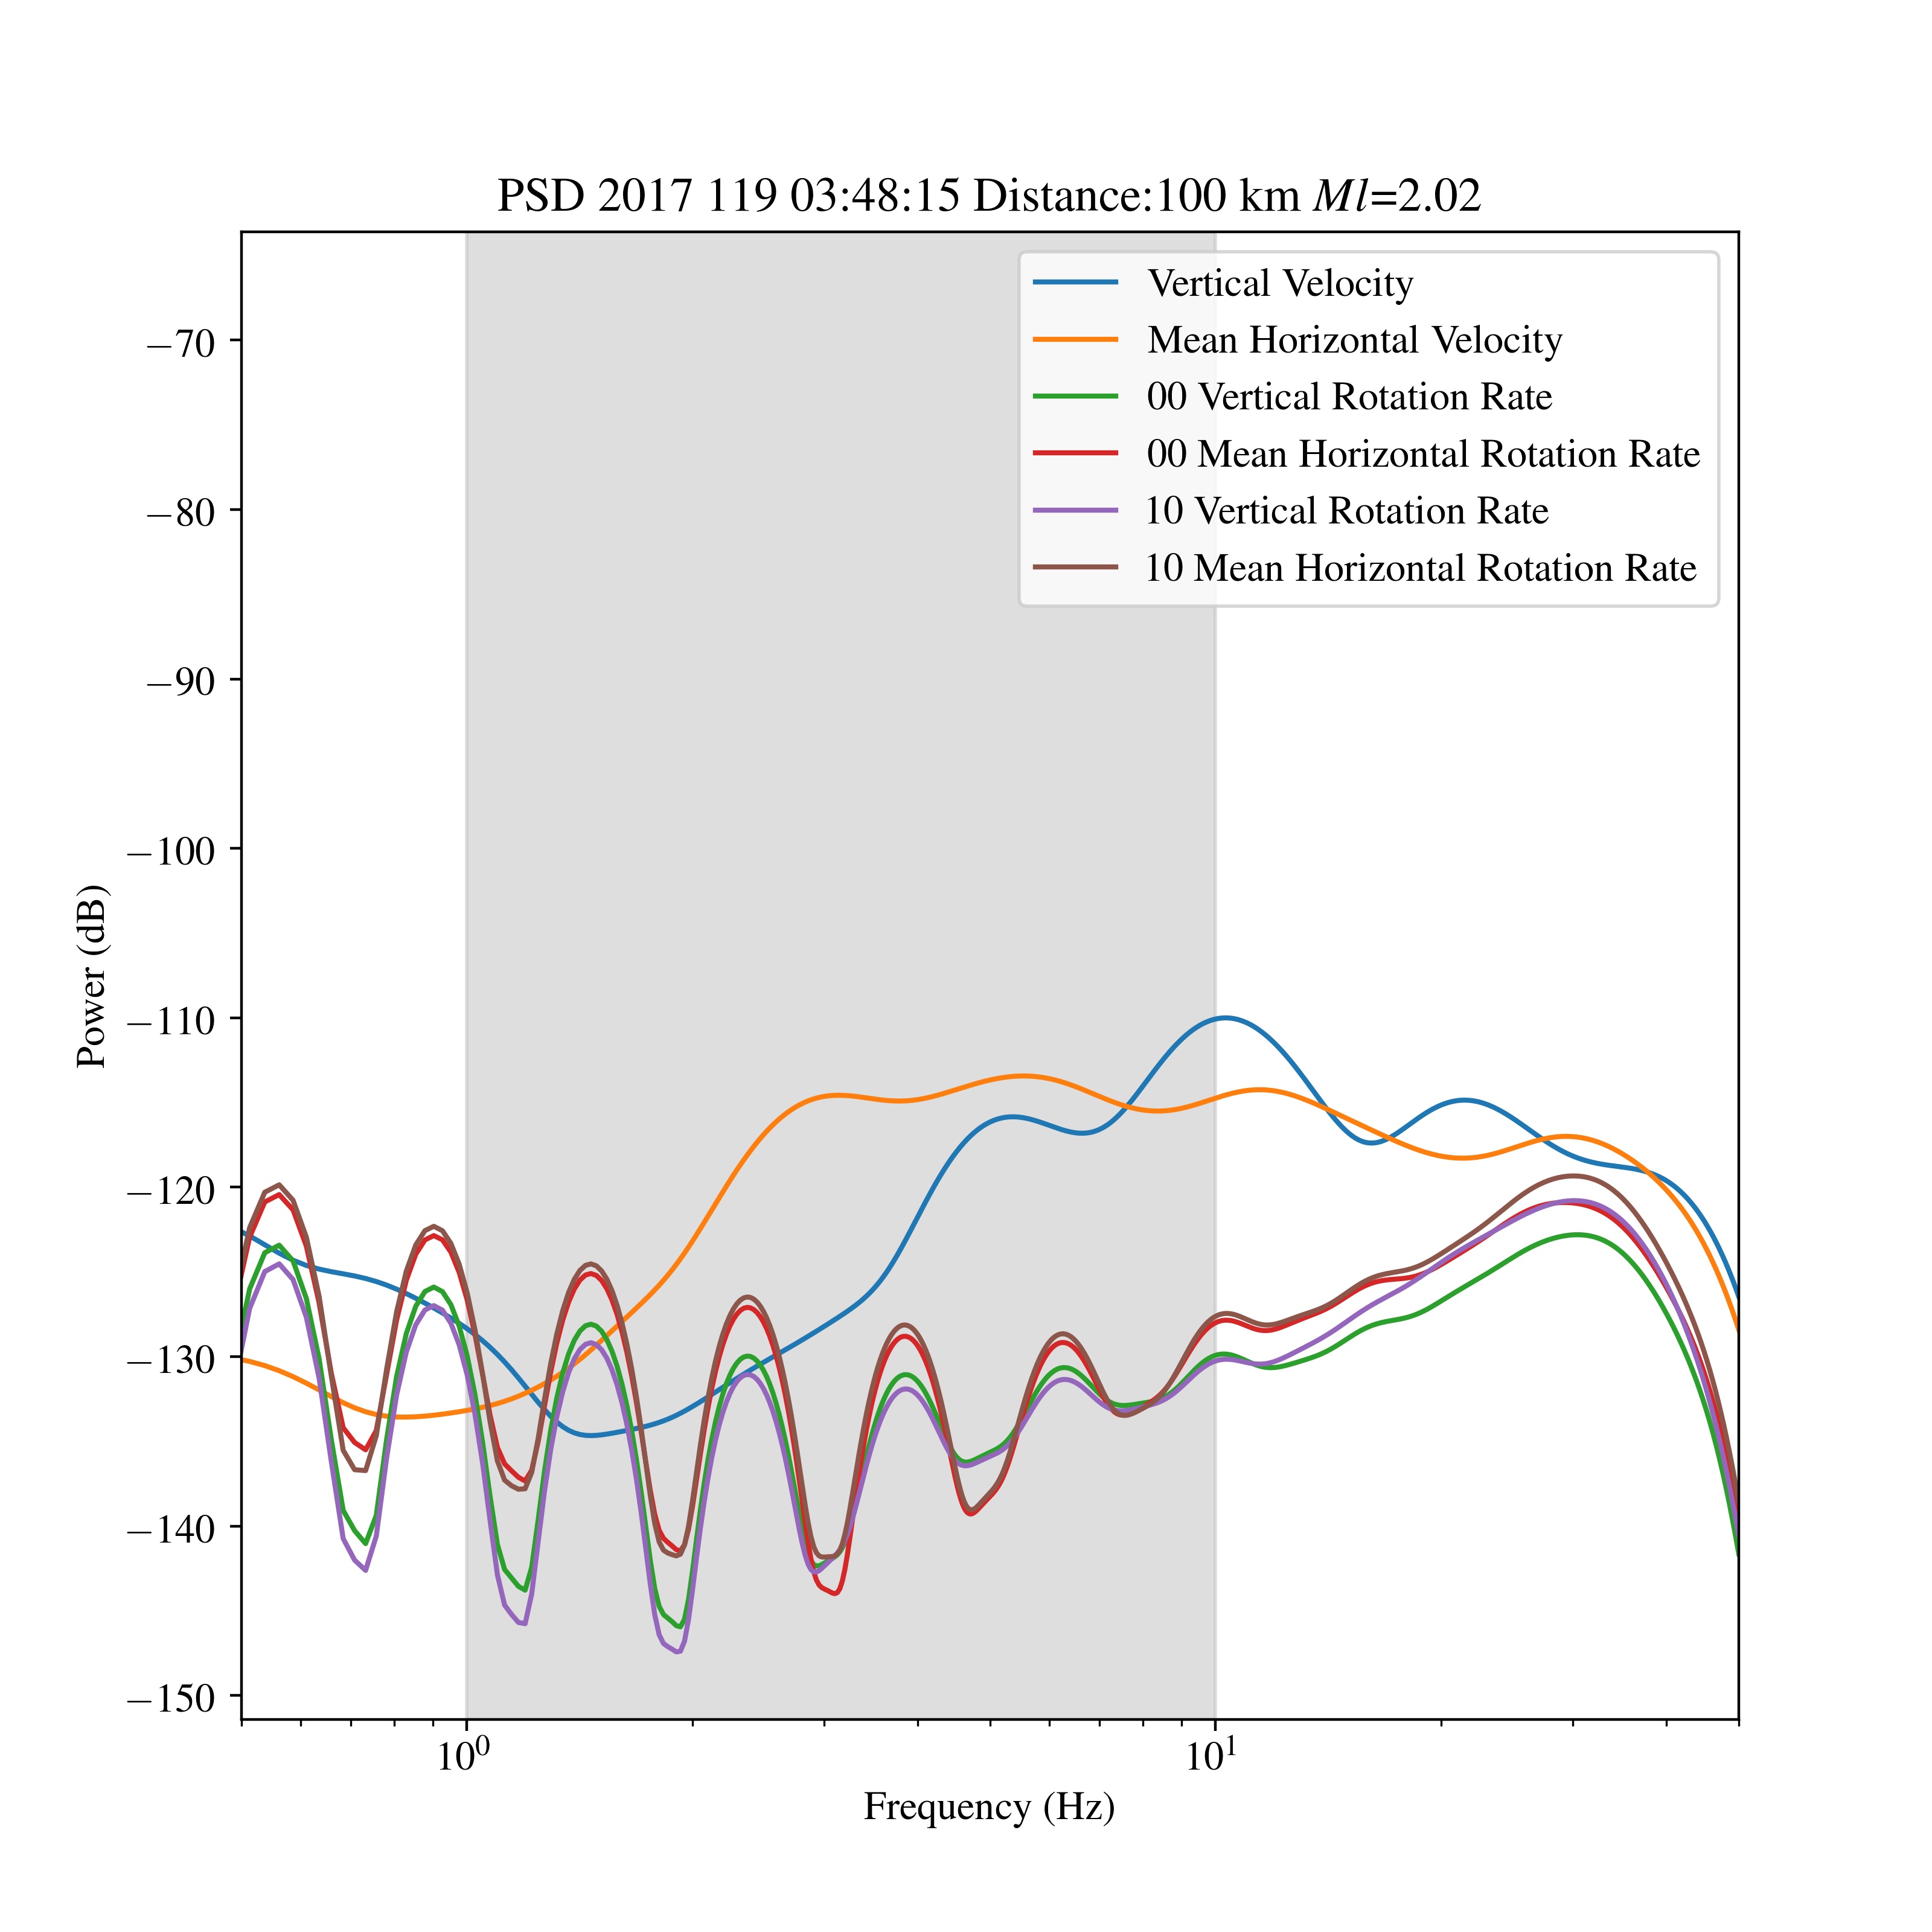 PSD 2017 119 03:48:15 Distance:100 km Ml=2.02
Vertical Velocity
Mean Horizontal Velocity
00 Vertical Rotation Rate
00 Mean Horizontal Rotation Rate
10 Vertical Rotation Rate
10 Mean Horizontal Rotation Rate
−70
−80
−90
−100
−110
−120
−130
−140
−150
Power (dB)
10⁰ 10¹
Frequency (Hz)